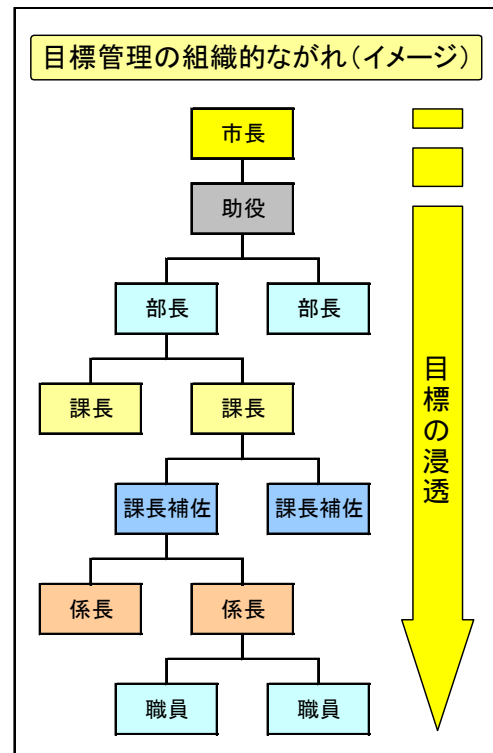 目標管理の組織的ながれ（イメージ）
市長
助役
部長
部長
課長
課長
課長補佐
課長補佐
係長
係長
職員
職員
目標の浸透